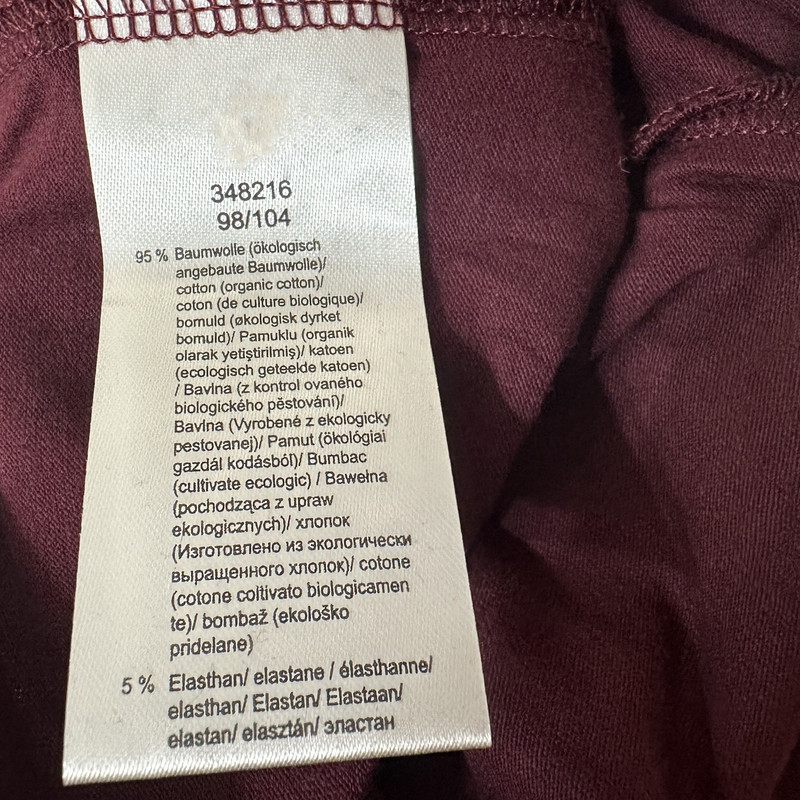 348216
98/104
95 % Baumwolle (ökologisch
angebaute Baumwolle)/
cotton (organic cotton)/
coton (de culture biologique)/
bomuld (økologisk dyrket
bomuld)/ Pamuklu (organik
olarak yetiştirilmiş)/ katoen
(ecologisch geteelde katoen)
/ Bavlna (z kontrol ovaného
biologického pěstování)/
Bavlna (Vyrobené z ekologicky
pestovanej)/ Pamut (ökológiai
gazdál kodásból)/ Bumbac
(cultivate ecologic) / Bawełna
(pochodząca z upraw
ekologicznych)/ хлопок
(Изготовлено из экологически
выращенного хлопок)/ cotone
(cotone coltivato biologicamen
te)/ bombaž (ekološko
pridelane)
5 % Elasthan/ elastane / élasthanne/
elasthan/ Elastan/ Elastaan/
elastan/ elasztán/ эластан